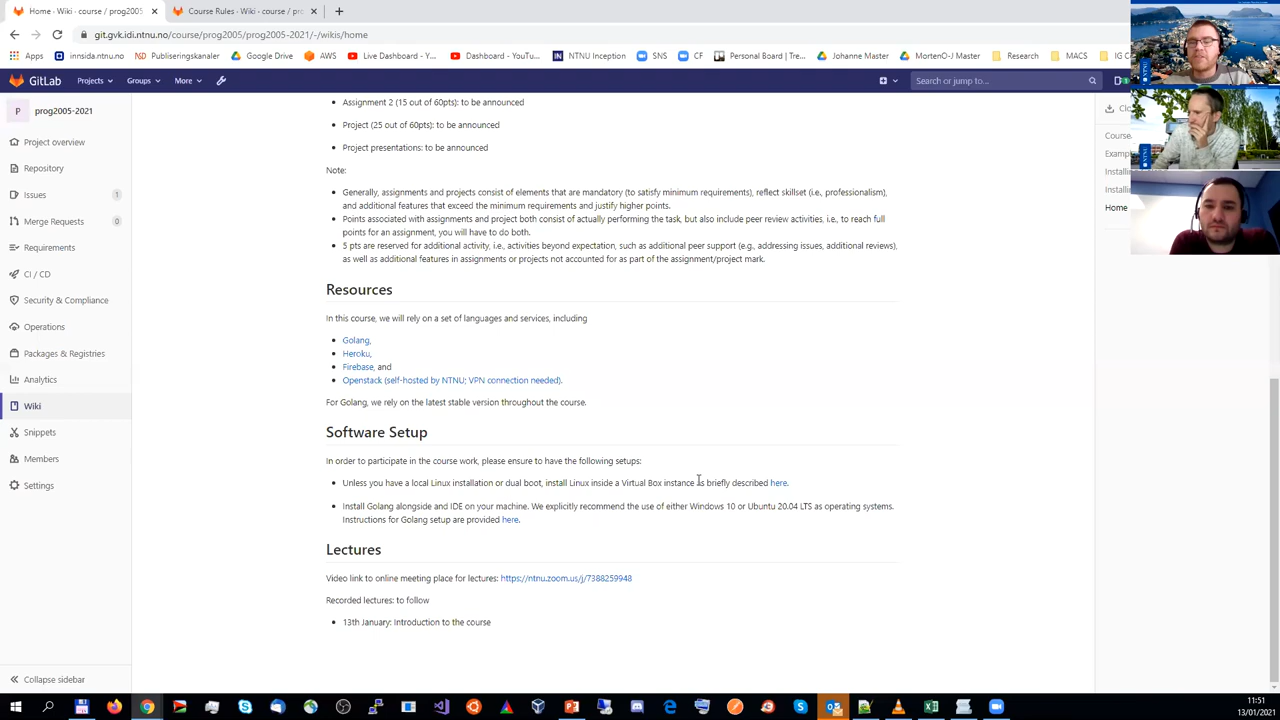 Home · Wiki · course / prog2005
Course Rules · Wiki · course / pro
git.gvk.idi.ntnu.no/course/prog2005/prog2005-2021/-/wikis/home
Apps
innsida.ntnu.no
Publiseringskanaler
Google Drive
AWS
Live Dashboard - Yo...
Dashboard - YouTu...
NTNU Inception
SNS
CF
Personal Board | Tre...
Johanne Master
MortenO-J Master
Research
MACS
IG C
GitLab
Projects
Groups
More
Search or jump to...
P
prog2005-2021
Project overview
Repository
Issues
1
Merge Requests
0
Requirements
CI / CD
Security & Compliance
Operations
Packages & Registries
Analytics
Wiki
Snippets
Members
Settings
Collapse sidebar
Assignment 2 (15 out of 60pts): to be announced
Project (25 out of 60pts): to be announced
Project presentations: to be announced
Note:
Generally, assignments and projects consist of elements that are mandatory (to satisfy minimum requirements), reflect skillset (i.e., professionalism),
and additional features that exceed the minimum requirements and justify higher points.
Points associated with assignments and project both consist of actually performing the task, but also include peer review activities, i.e., to reach full
points for an assignment, you will have to do both.
5 pts are reserved for additional activity, i.e., activities beyond expectation, such as additional peer support (e.g., addressing issues, additional reviews),
as well as additional features in assignments or projects not accounted for as part of the assignment/project mark.
Resources
In this course, we will rely on a set of languages and services, including
Golang,
Heroku,
Firebase, and
Openstack (self-hosted by NTNU; VPN connection needed).
For Golang, we rely on the latest stable version throughout the course.
Software Setup
In order to participate in the course work, please ensure to have the following setups:
Unless you have a local Linux installation or dual boot, install Linux inside a Virtual Box instance as briefly described here.
Install Golang alongside and IDE on your machine. We explicitly recommend the use of either Windows 10 or Ubuntu 20.04 LTS as operating systems.
Instructions for Golang setup are provided here.
Lectures
Video link to online meeting place for lectures: https://ntnu.zoom.us/j/7388259948
Recorded lectures: to follow
13th January: Introduction to the course
Clo
Course
Example
Installin
Installin
Home
NTNU
NTNU
NTNU
11:51
13/01/2021